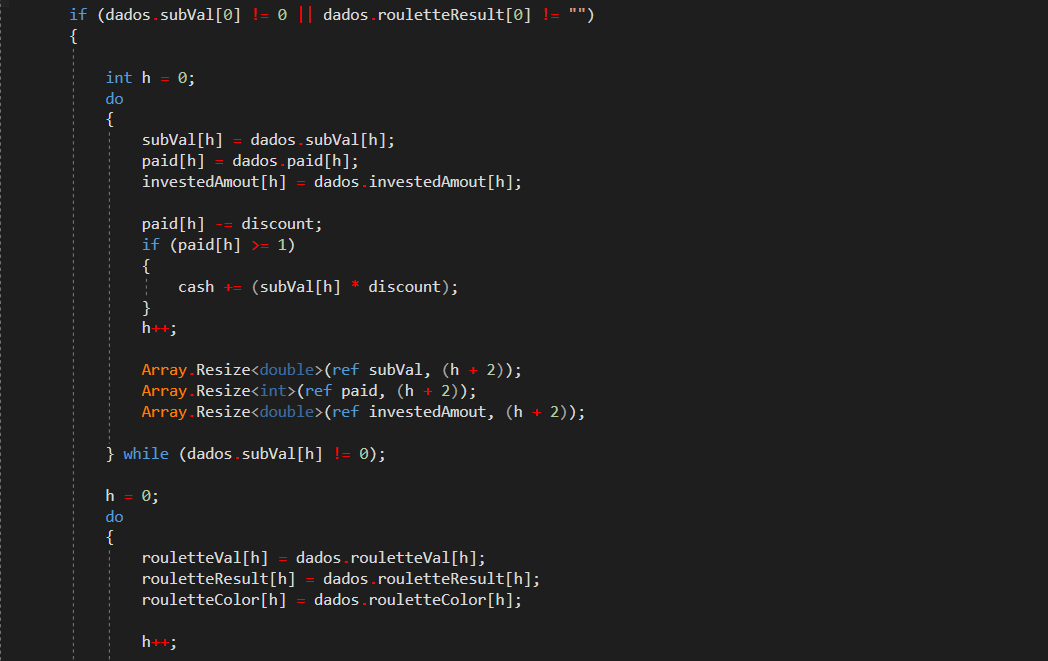 if (dados.subVal[0] != 0 || dados.rouletteResult[0] != "")
{
int h = 0;
do
{
subVal[h] = dados.subVal[h];
paid[h] = dados.paid[h];
investedAmout[h] = dados.investedAmout[h];
paid[h] -= discount;
if (paid[h] >= 1)
{
cash += (subVal[h] * discount);
}
h++;
Array.Resize<double>(ref subVal, (h + 2));
Array.Resize<int>(ref paid, (h + 2));
Array.Resize<double>(ref investedAmout, (h + 2));
} while (dados.subVal[h] != 0);
h = 0;
do
{
rouletteVal[h] = dados.rouletteVal[h];
rouletteResult[h] = dados.rouletteResult[h];
rouletteColor[h] = dados.rouletteColor[h];
h++;